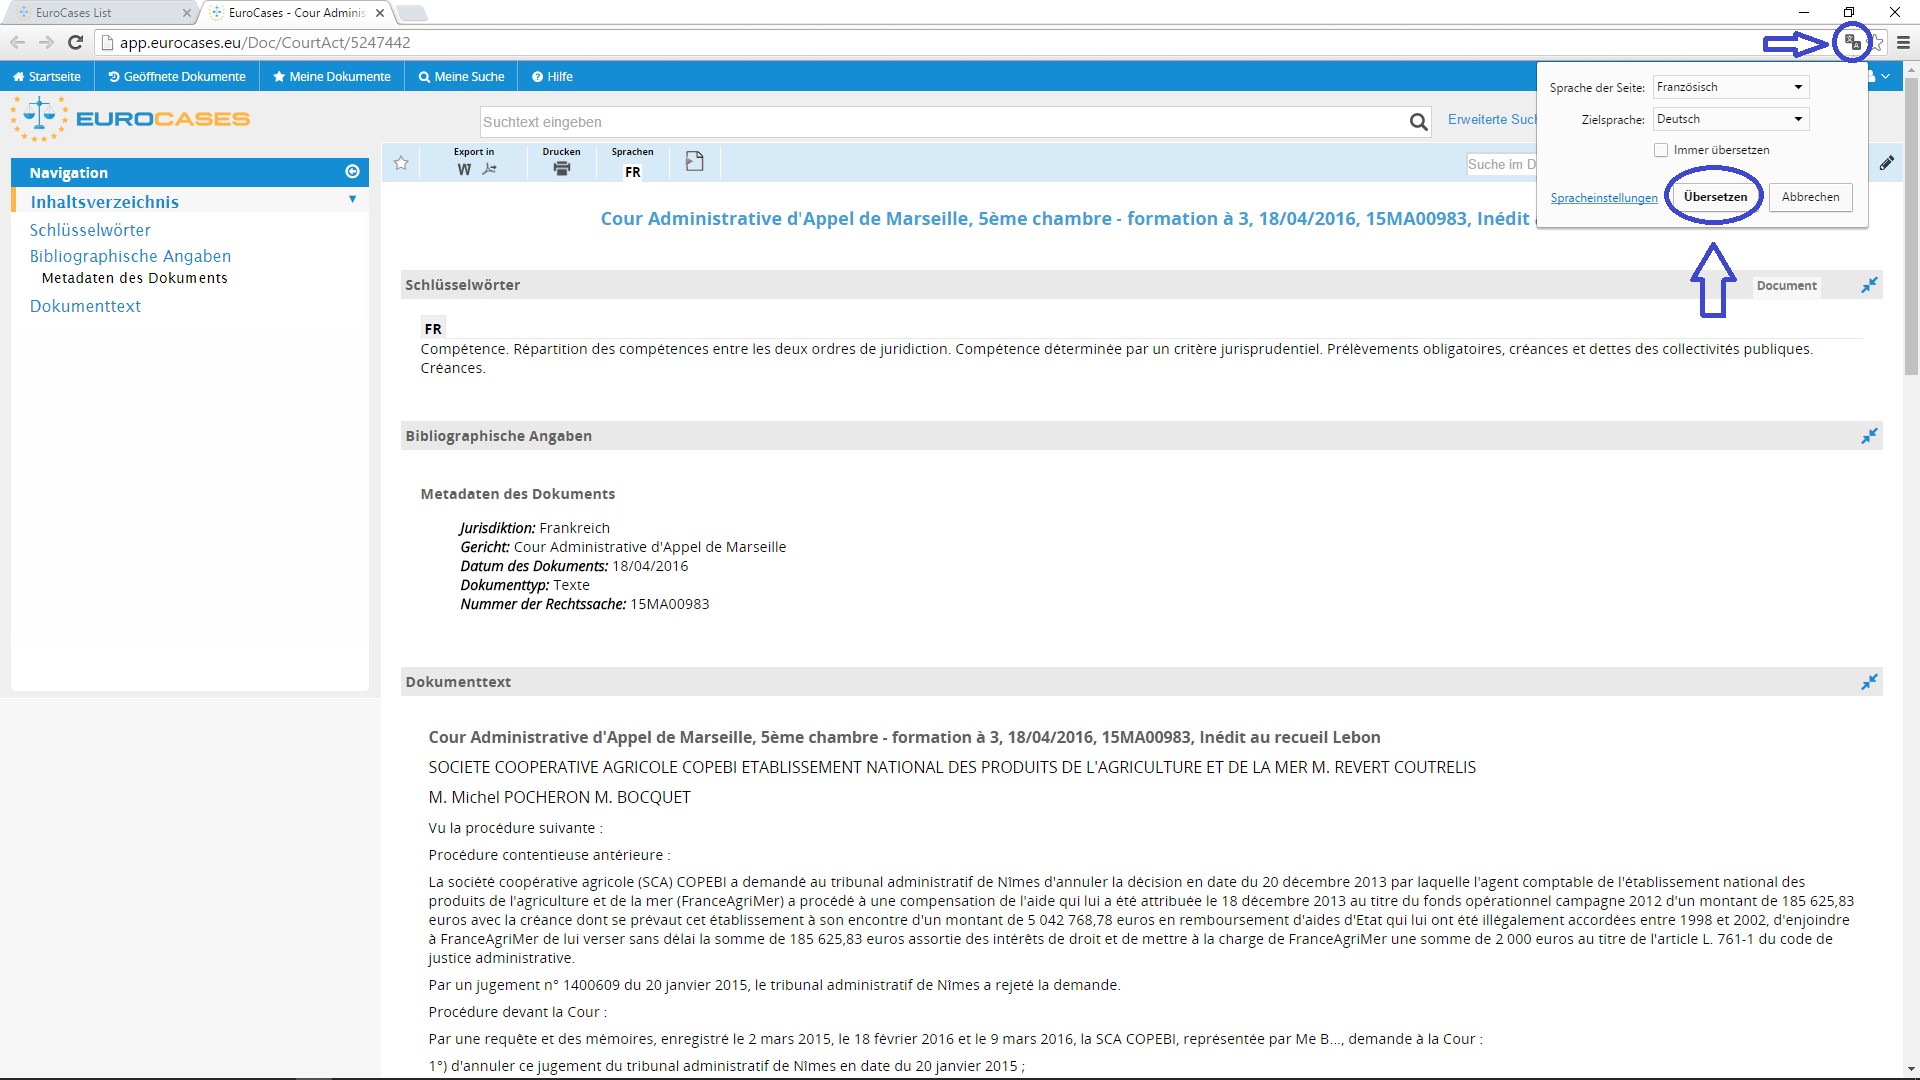 EuroCases List
EuroCases - Cour Adminis
app.eurocases.eu/Doc/CourtAct/5247442
Startseite
Geöffnete Dokumente
Meine Dokumente
Meine Suche
Hilfe
EUROCASES
Suchtext eingeben
Erweiterte Such
Sprache der Seite: Französisch
Zielsprache: Deutsch
Immer übersetzen
Spracheinstellungen
Übersetzen
Abbrechen
Navigation
Inhaltsverzeichnis
Schlüsselwörter
Bibliographische Angaben
Metadaten des Dokuments
Dokumenttext
Export in
W
Drucken
Sprachen
FR
Suche im D
Cour Administrative d'Appel de Marseille, 5ème chambre - formation à 3, 18/04/2016, 15MA00983, Inédit
Schlüsselwörter
Document
FR
Compétence. Répartition des compétences entre les deux ordres de juridiction. Compétence déterminée par un critère jurisprudentiel. Prélèvements obligatoires, créances et dettes des collectivités publiques.
Créances.
Bibliographische Angaben
Metadaten des Dokuments
Jurisdiktion: Frankreich
Gericht: Cour Administrative d'Appel de Marseille
Datum des Dokuments: 18/04/2016
Dokumenttyp: Texte
Nummer der Rechtssache: 15MA00983
Dokumenttext
Cour Administrative d'Appel de Marseille, 5ème chambre - formation à 3, 18/04/2016, 15MA00983, Inédit au recueil Lebon
SOCIETE COOPERATIVE AGRICOLE COPEBI ETABLISSEMENT NATIONAL DES PRODUITS DE L'AGRICULTURE ET DE LA MER M. REVERT COUTRELIS
M. Michel POCHERON M. BOCQUET
Vu la procédure suivante :
Procédure contentieuse antérieure :
La société coopérative agricole (SCA) COPEBI a demandé au tribunal administratif de Nîmes d'annuler la décision en date du 20 décembre 2013 par laquelle l'agent comptable de l'établissement national des
produits de l'agriculture et de la mer (FranceAgriMer) a procédé à une compensation de l'aide qui lui a été attribuée le 18 décembre 2013 au titre du fonds opérationnel campagne 2012 d'un montant de 185 625,83
euros avec la créance dont se prévaut cet établissement à son encontre d'un montant de 5 042 768,78 euros en remboursement d'aides d'Etat qui lui ont été illégalement accordées entre 1998 et 2002, d'enjoindre
à FranceAgriMer de lui verser sans délai la somme de 185 625,83 euros assortie des intérêts de droit et de mettre à la charge de FranceAgriMer une somme de 2 000 euros au titre de l'article L. 761-1 du code de
justice administrative.
Par un jugement n° 1400609 du 20 janvier 2015, le tribunal administratif de Nîmes a rejeté la demande.
Procédure devant la Cour :
Par une requête et des mémoires, enregistré le 2 mars 2015, le 18 février 2016 et le 9 mars 2016, la SCA COPEBI, représentée par Me B..., demande à la Cour :
1°) d'annuler ce jugement du tribunal administratif de Nîmes en date du 20 janvier 2015 ;